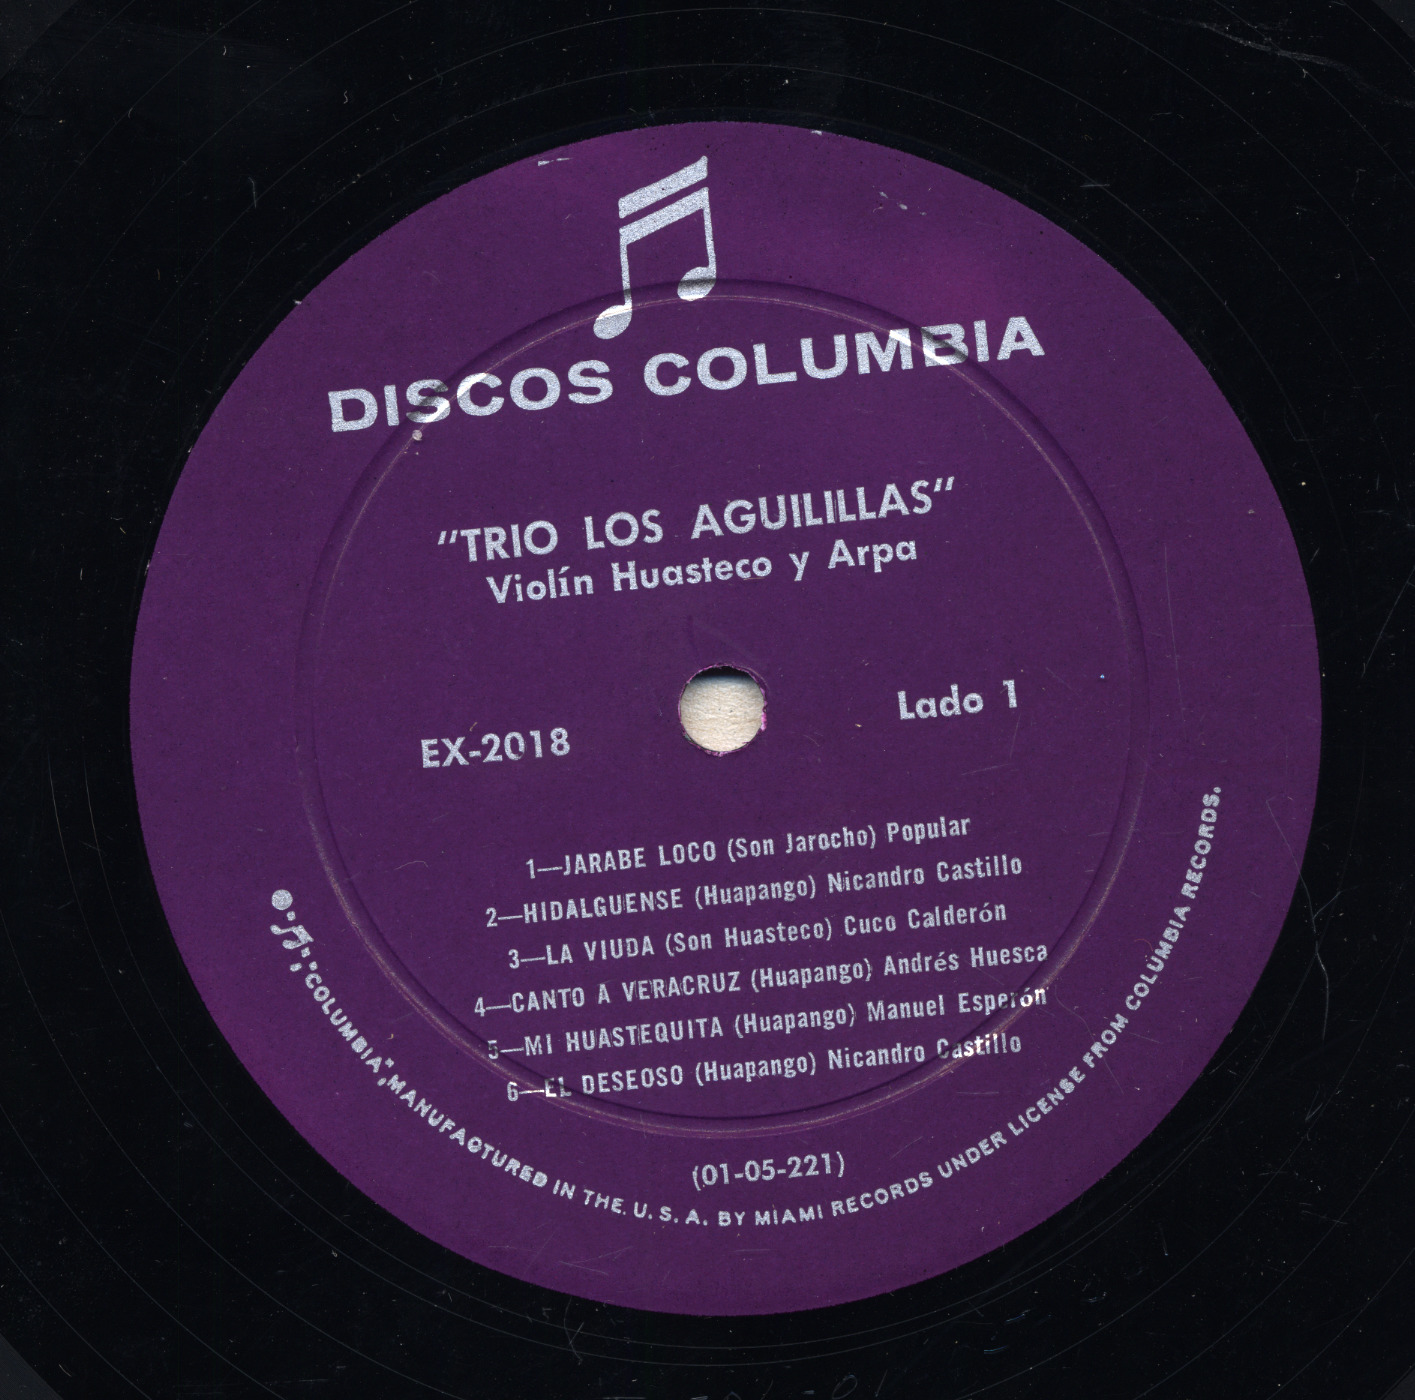 DISCOS COLUMBIA
"TRIO LOS AGUILILLAS"
Violín Huasteco y Arpa
EX-2018
Lado 1
1—JARABE LOCO (Son Jarocho) Popular
2—HIDALGUENSE (Huapango) Nicandro Castillo
3—LA VIUDA (Son Huasteco) Cuco Calderón
4—CANTO A VERACRUZ (Huapango) Andrés Huesca
5—MI HUASTEQUITA (Huapango) Manuel Esperón
6—EL DESEOSO (Huapango) Nicandro Castillo
(01-05-221)
"COLUMBIA", MANUFACTURED IN THE. U. S. A. BY MIAMI RECORDS UNDER LICENSE FROM COLUMBIA RECORDS.